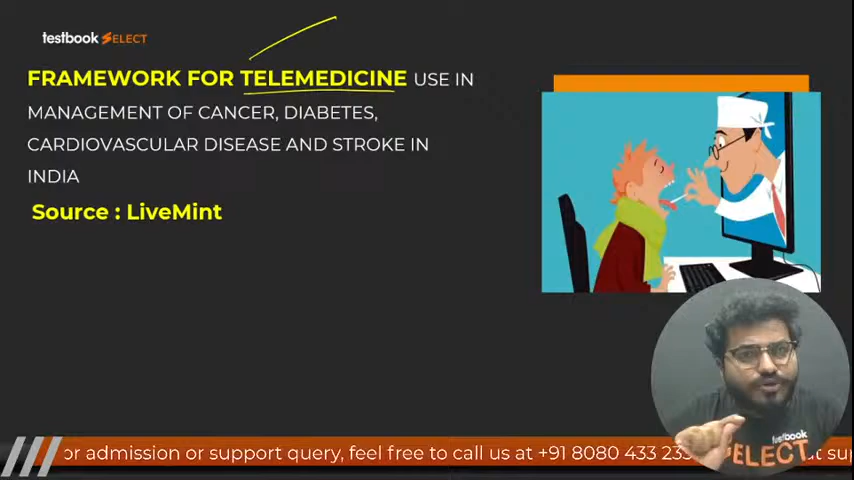 testbook SELECT
FRAMEWORK FOR TELEMEDICINE USE IN
MANAGEMENT OF CANCER, DIABETES,
CARDIOVASCULAR DISEASE AND STROKE IN
INDIA
Source : LiveMint
testbook
SELECT
or admission or support query, feel free to call us at +91 8080 433 23